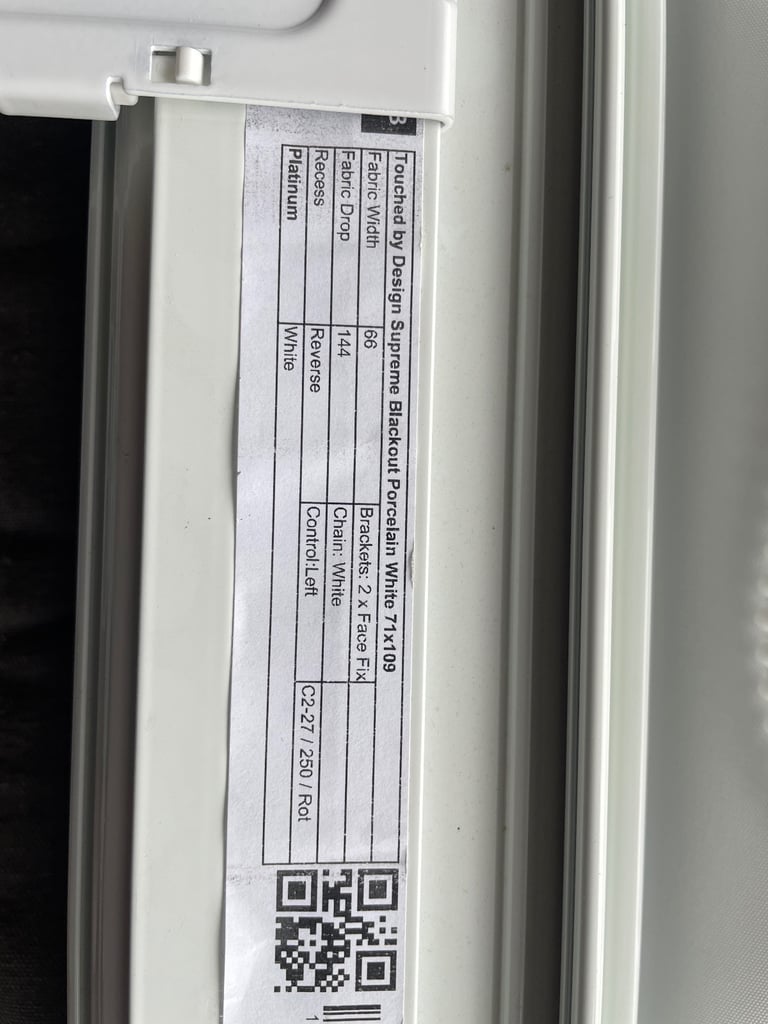 B
Touched by Design Supreme Blackout Porcelain White 71x109
Fabric Width 66 Brackets: 2 x Face Fix
Fabric Drop 144 Chain: White
Recess Reverse Control:Left C2-27 / 250 / Rot
Platinum White
1